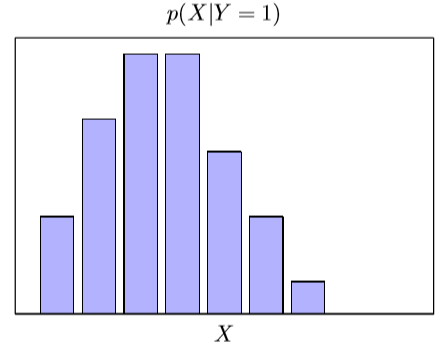 p(X|Y = 1)
X